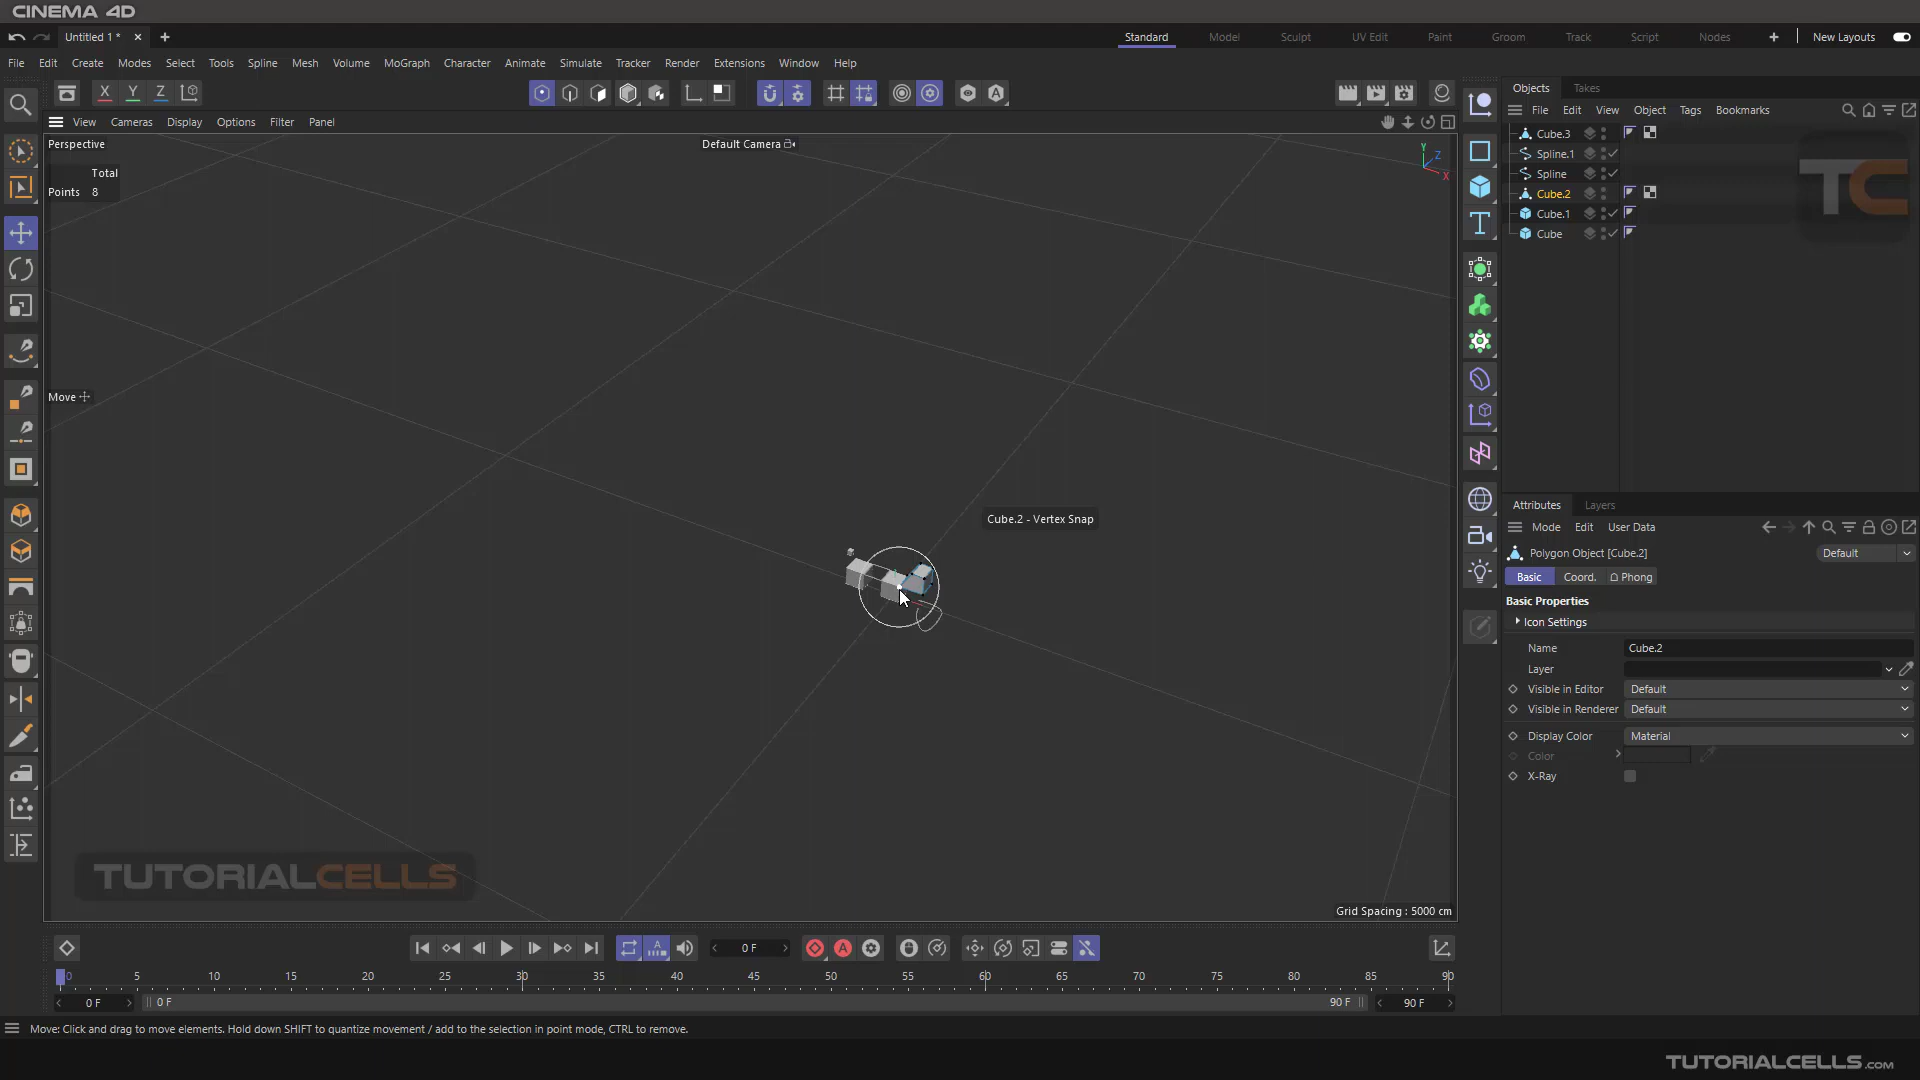 CINEMA 4D
Untitled 1 *
Standard
Model
Sculpt
UV Edit
Paint
Groom
Track
Script
Nodes
New Layouts
File Edit Create Modes Select Tools Spline Mesh Volume MoGraph Character Animate Simulate Tracker Render Extensions Window Help
X Y Z
View Cameras Display Options Filter Panel
Perspective
Default Camera
Total
Points 8
Y
Z
X
Move
Cube.2 - Vertex Snap
TUTORIALCELLS
Grid Spacing : 5000 cm
Objects Takes
File Edit View Object Tags Bookmarks
Cube.3
Spline.1
Spline
Cube.2
Cube.1
Cube
TC
Attributes Layers
Mode Edit User Data
Polygon Object [Cube.2]
Default
Basic Coord. Phong
Basic Properties
Icon Settings
Name Cube.2
Layer
Visible in Editor Default
Visible in Renderer Default
Display Color Material
Color
X-Ray
0 F
0 5 10 15 20 25 30 35 40 45 50 55 60 65 70 75 80 85 90
0 F 0 F 90 F 90 F
Move: Click and drag to move elements. Hold down SHIFT to quantize movement / add to the selection in point mode, CTRL to remove.
TUTORIALCELLS.com